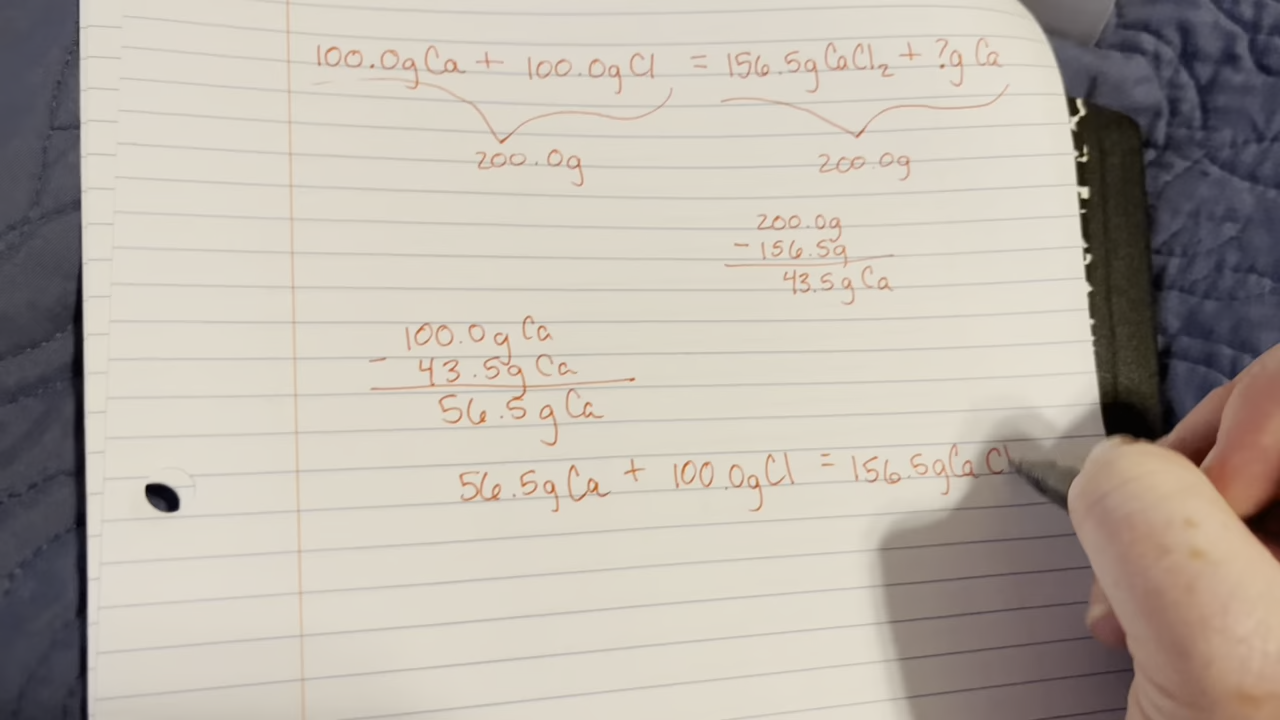 100.0g Ca + 100.0g Cl = 156.5g CaCl₂ + ?g Ca
200.0g 200.0g
200.0g
- 156.5g
43.5g Ca
100.0g Ca
- 43.5g Ca
56.5g Ca
56.5g Ca + 100.0g Cl = 156.5g CaCl